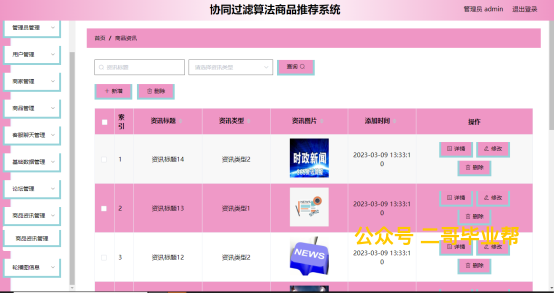 协同过滤算法商品推荐系统
管理员 admin 退出登录
管理员管理
用户管理
商家管理
商品管理
客服聊天管理
基础数据管理
论坛管理
商品资讯管理
商品资讯管理
轮播图信息
首页 / 商品资讯
资讯标题
请选择资讯类型
查询
+ 新增
删除
索引 资讯标题 资讯类型 资讯图片 添加时间 操作
1 资讯标题14 资讯类型2 时政新闻 2023-03-09 13:33:10 详情 修改 删除
2 资讯标题13 资讯类型1 2023-03-09 13:33:10 详情 修改 删除
3 资讯标题12 资讯类型2 NEWS 2023-03-09 13:33:10 详情 修改 删除
公众号 二哥毕业帮